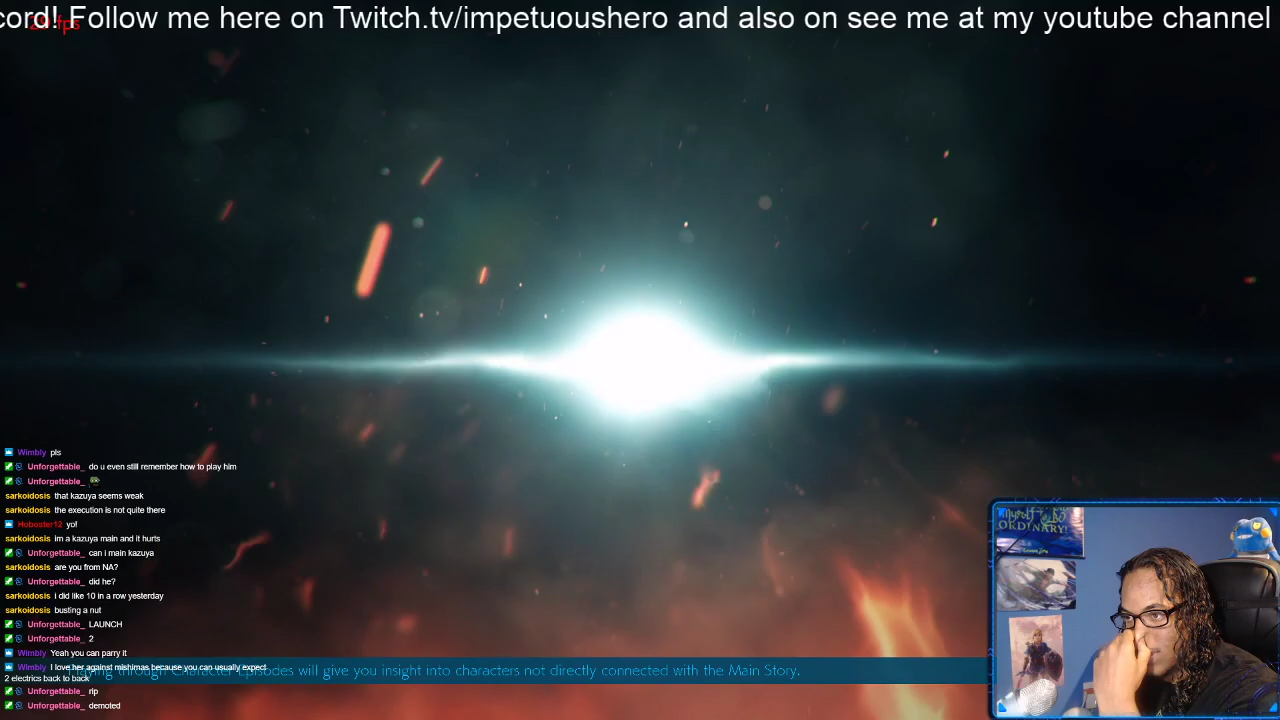 cord! Follow me here on Twitch.tv/impetuoushero and also on see me at my youtube channel
fps
Wimbly pls
Unforgettable_ do u even still remember how to play him
Unforgettable_
sarkoidosis that kazuya seems weak
sarkoidosis the execution is not quite there
Hoboster12 yo!
sarkoidosis im a kazuya main and it hurts
Unforgettable_ can i main kazuya
sarkoidosis are you from NA?
Unforgettable_ did he?
sarkoidosis i did like 10 in a row yesterday
sarkoidosis busting a nut
Unforgettable_ LAUNCH
Unforgettable_ 2
Wimbly Yeah you can parry it
Wimbly I love her against mishimas because you can usually expect
2 electrics back to back
Playing through Character Episodes will give you insight into characters not directly connected with the Main Story.
Unforgettable_ rip
Unforgettable_ demoted
ORDINARY!